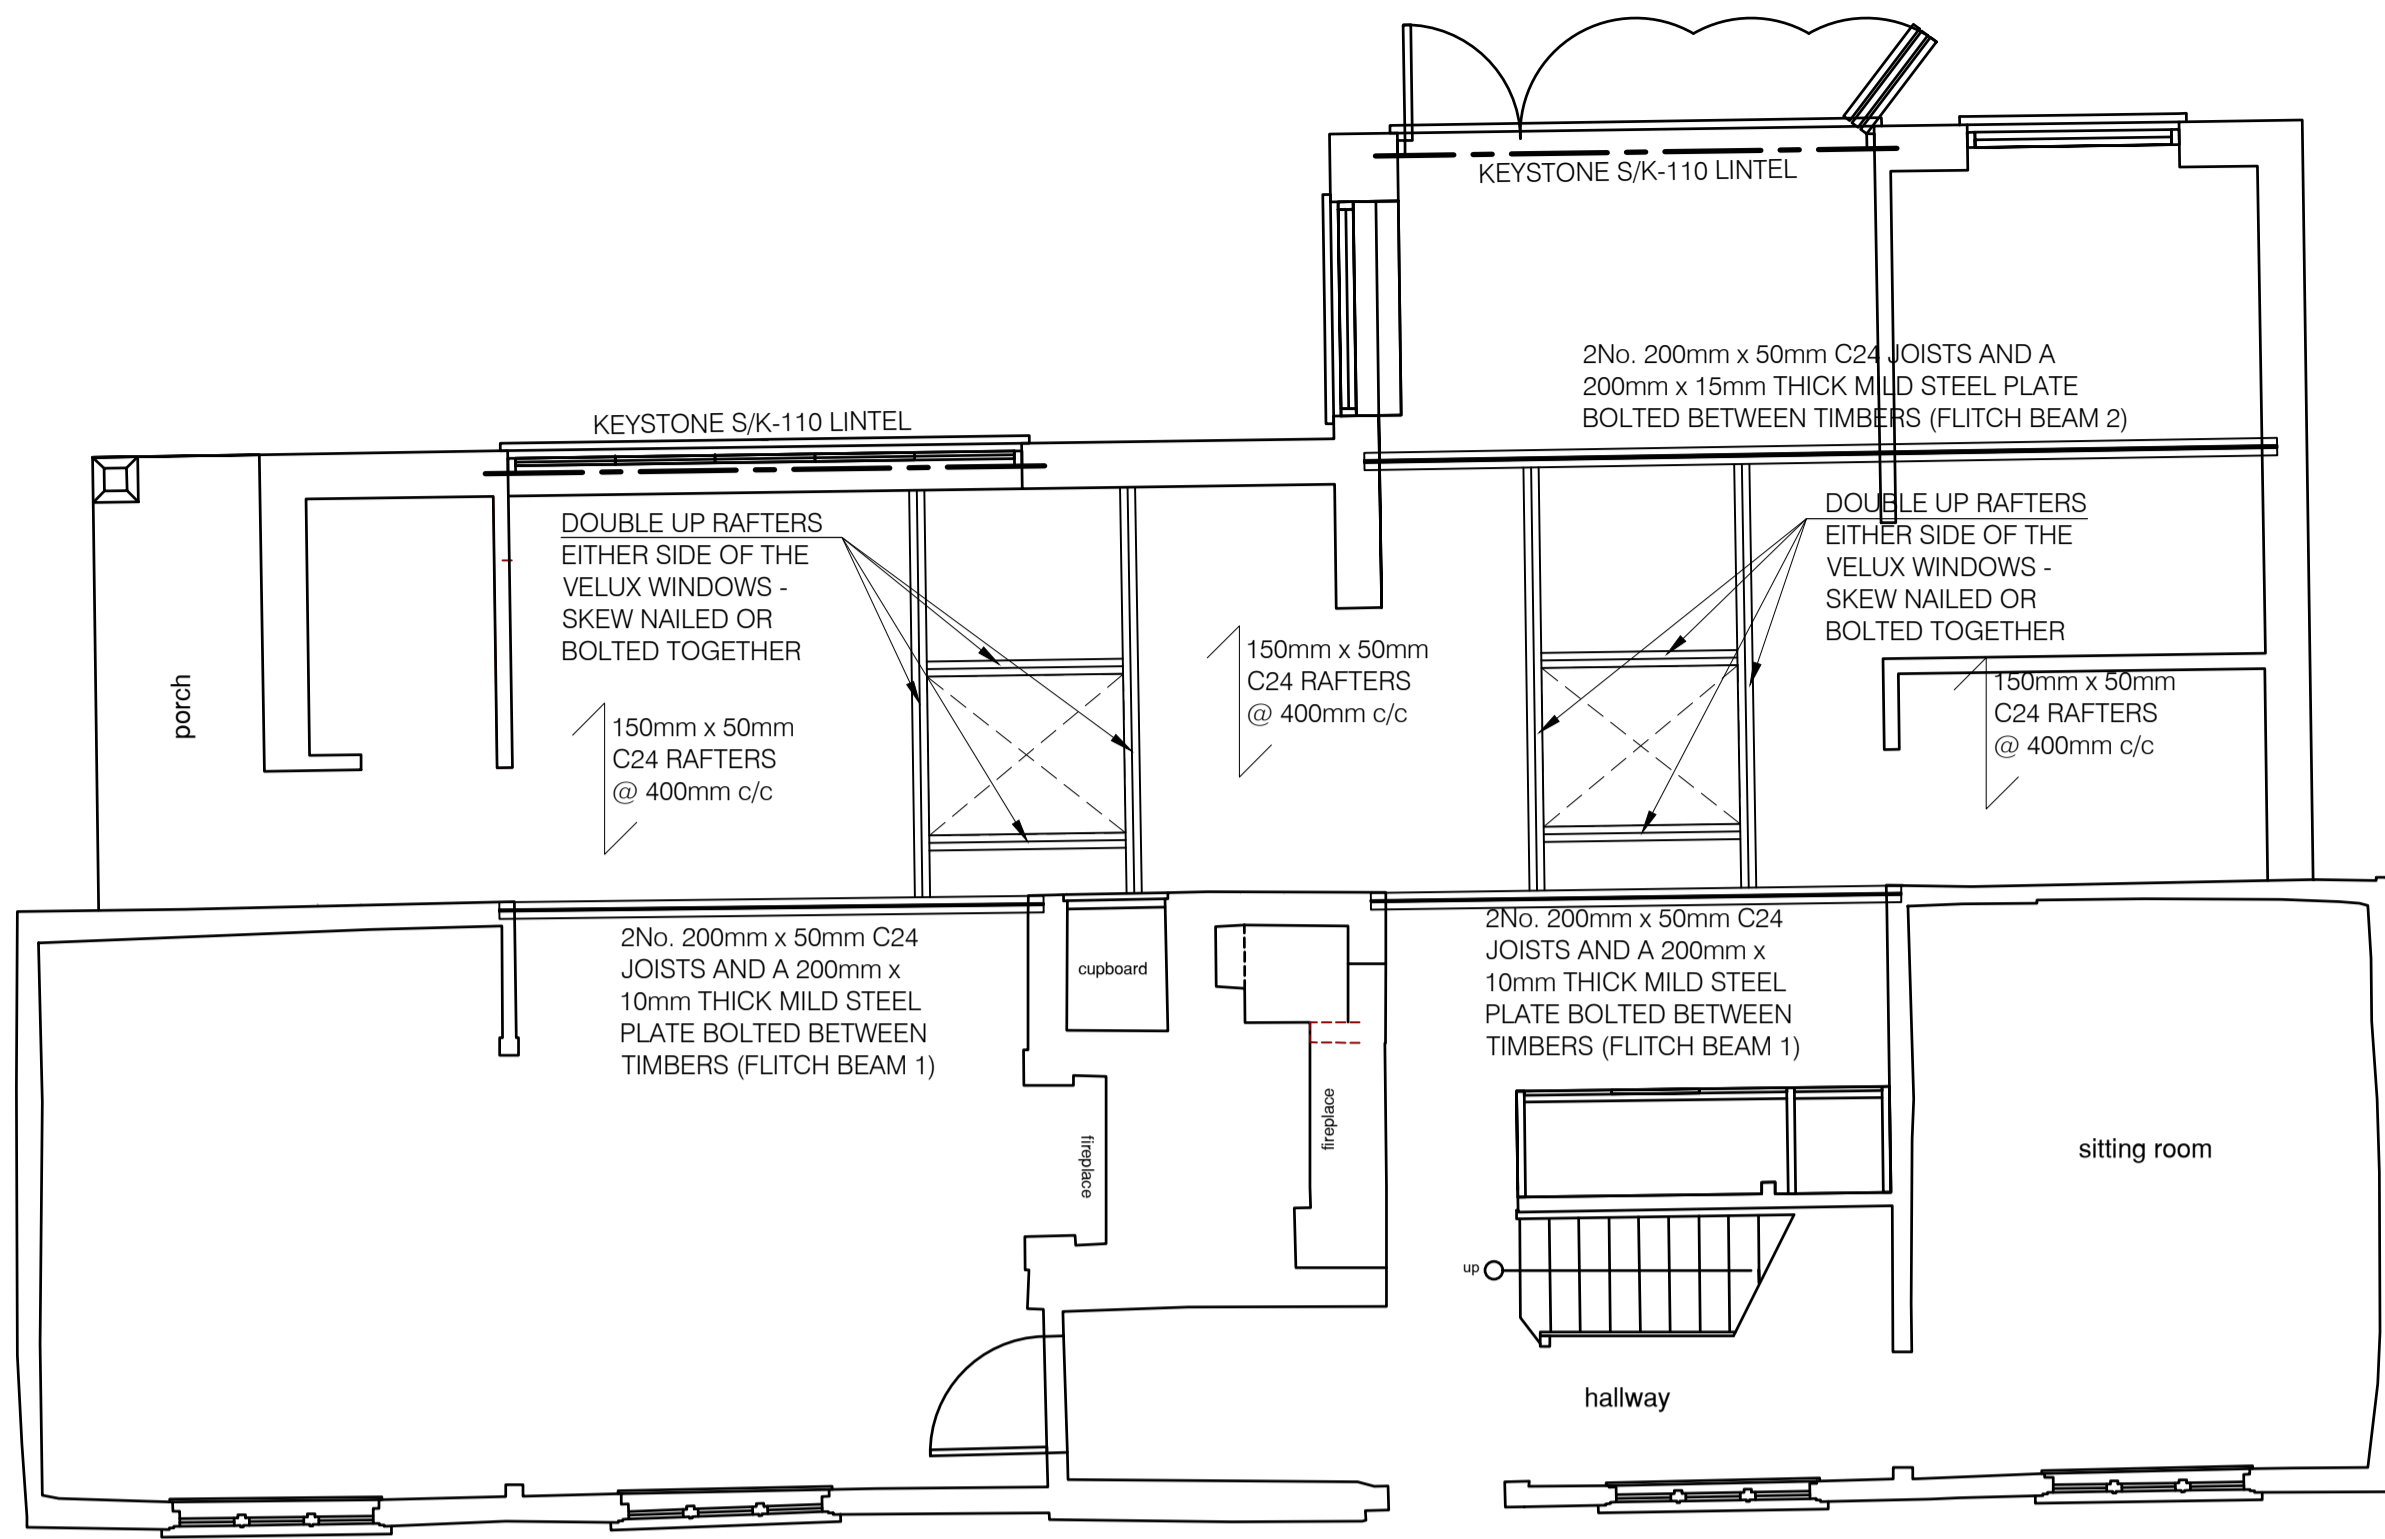 KEYSTONE S/K-110 LINTEL
2No. 200mm x 50mm C24 JOISTS AND A
200mm x 15mm THICK MILD STEEL PLATE
BOLTED BETWEEN TIMBERS (FLITCH BEAM 2)
KEYSTONE S/K-110 LINTEL
DOUBLE UP RAFTERS
EITHER SIDE OF THE
VELUX WINDOWS -
SKEW NAILED OR
BOLTED TOGETHER
DOUBLE UP RAFTERS
EITHER SIDE OF THE
VELUX WINDOWS -
SKEW NAILED OR
BOLTED TOGETHER
porch
150mm x 50mm
C24 RAFTERS
@ 400mm c/c
150mm x 50mm
C24 RAFTERS
@ 400mm c/c
150mm x 50mm
C24 RAFTERS
@ 400mm c/c
2No. 200mm x 50mm C24
JOISTS AND A 200mm x
10mm THICK MILD STEEL
PLATE BOLTED BETWEEN
TIMBERS (FLITCH BEAM 1)
cupboard
2No. 200mm x 50mm C24
JOISTS AND A 200mm x
10mm THICK MILD STEEL
PLATE BOLTED BETWEEN
TIMBERS (FLITCH BEAM 1)
fireplace
fireplace
sitting room
up
hallway